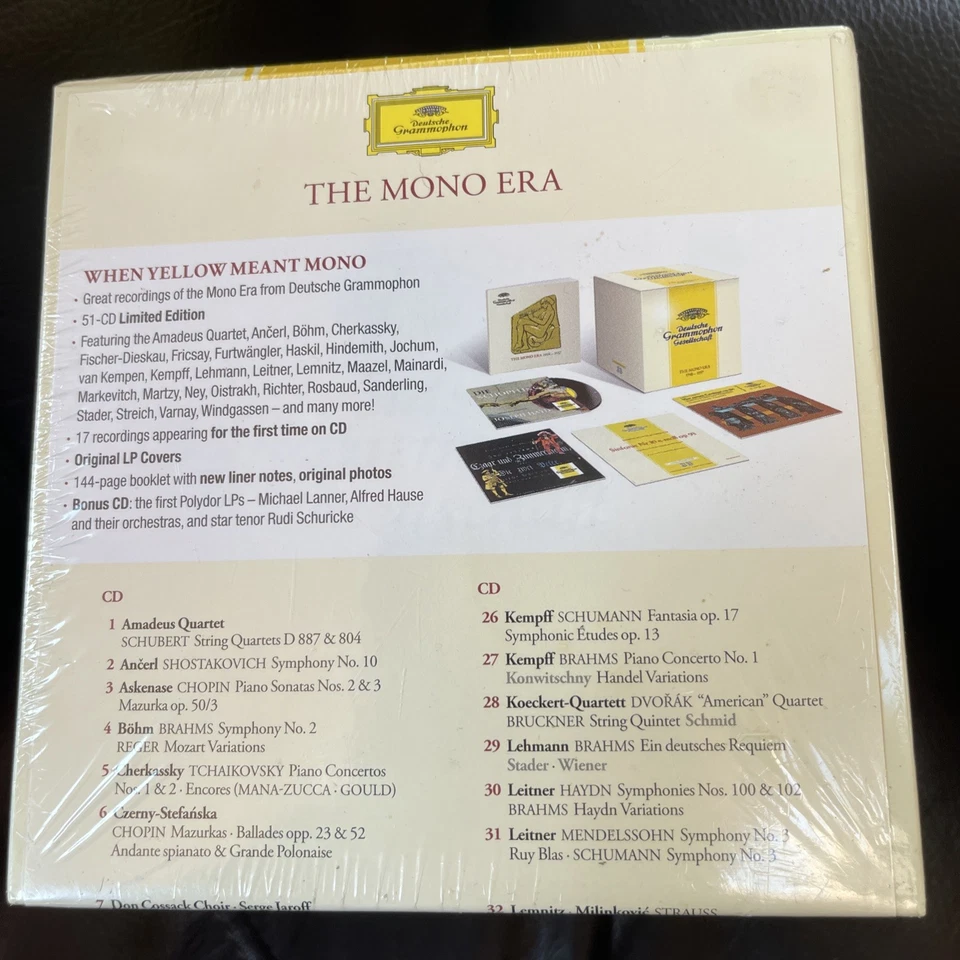 Deutsche
Grammophon
THE MONO ERA
WHEN YELLOW MEANT MONO
· Great recordings of the Mono Era from Deutsche Grammophon
· 51-CD Limited Edition
· Featuring the Amadeus Quartet, Ančerl, Böhm, Cherkassky,
Fischer-Dieskau, Fricsay, Furtwängler, Haskil, Hindemith, Jochum,
van Kempen, Kempff, Lehmann, Leitner, Lemnitz, Maazel, Mainardi,
Markevitch, Martzy, Ney, Oistrakh, Richter, Rosbaud, Sanderling,
Stader, Streich, Varnay, Windgassen – and many more!
· 17 recordings appearing for the first time on CD
· Original LP Covers
· 144-page booklet with new liner notes, original photos
· Bonus CD: the first Polydor LPs – Michael Lanner, Alfred Hause
and their orchestras, and star tenor Rudi Schuricke
Deutsche
Grammophon
Gesellschaft
CD
1 Amadeus Quartet
SCHUBERT String Quartets D 887 & 804
2 Ančerl SHOSTAKOVICH Symphony No. 10
3 Askenase CHOPIN Piano Sonatas Nos. 2 & 3
Mazurka op. 50/3
4 Böhm BRAHMS Symphony No. 2
REGER Mozart Variations
5 Cherkassky TCHAIKOVSKY Piano Concertos
Nos. 1 & 2 · Encores (MANA-ZUCCA · GOULD)
6 Czerny-Stefańska
CHOPIN Mazurkas · Ballades opp. 23 & 52
Andante spianato & Grande Polonaise
7 Don Cossack Choir · Serge Jaroff
CD
26 Kempff SCHUMANN Fantasia op. 17
Symphonic Études op. 13
27 Kempff BRAHMS Piano Concerto No. 1
Konwitschny Handel Variations
28 Koeckert-Quartett DVOŘÁK “American” Quartet
BRUCKNER String Quintet Schmid
29 Lehmann BRAHMS Ein deutsches Requiem
Stader · Wiener
30 Leitner HAYDN Symphonies Nos. 100 & 102
BRAHMS Haydn Variations
31 Leitner MENDELSSOHN Symphony No. 3
Ruy Blas · SCHUMANN Symphony No. 3
32 Lemnitz · Milinković STRAUSS